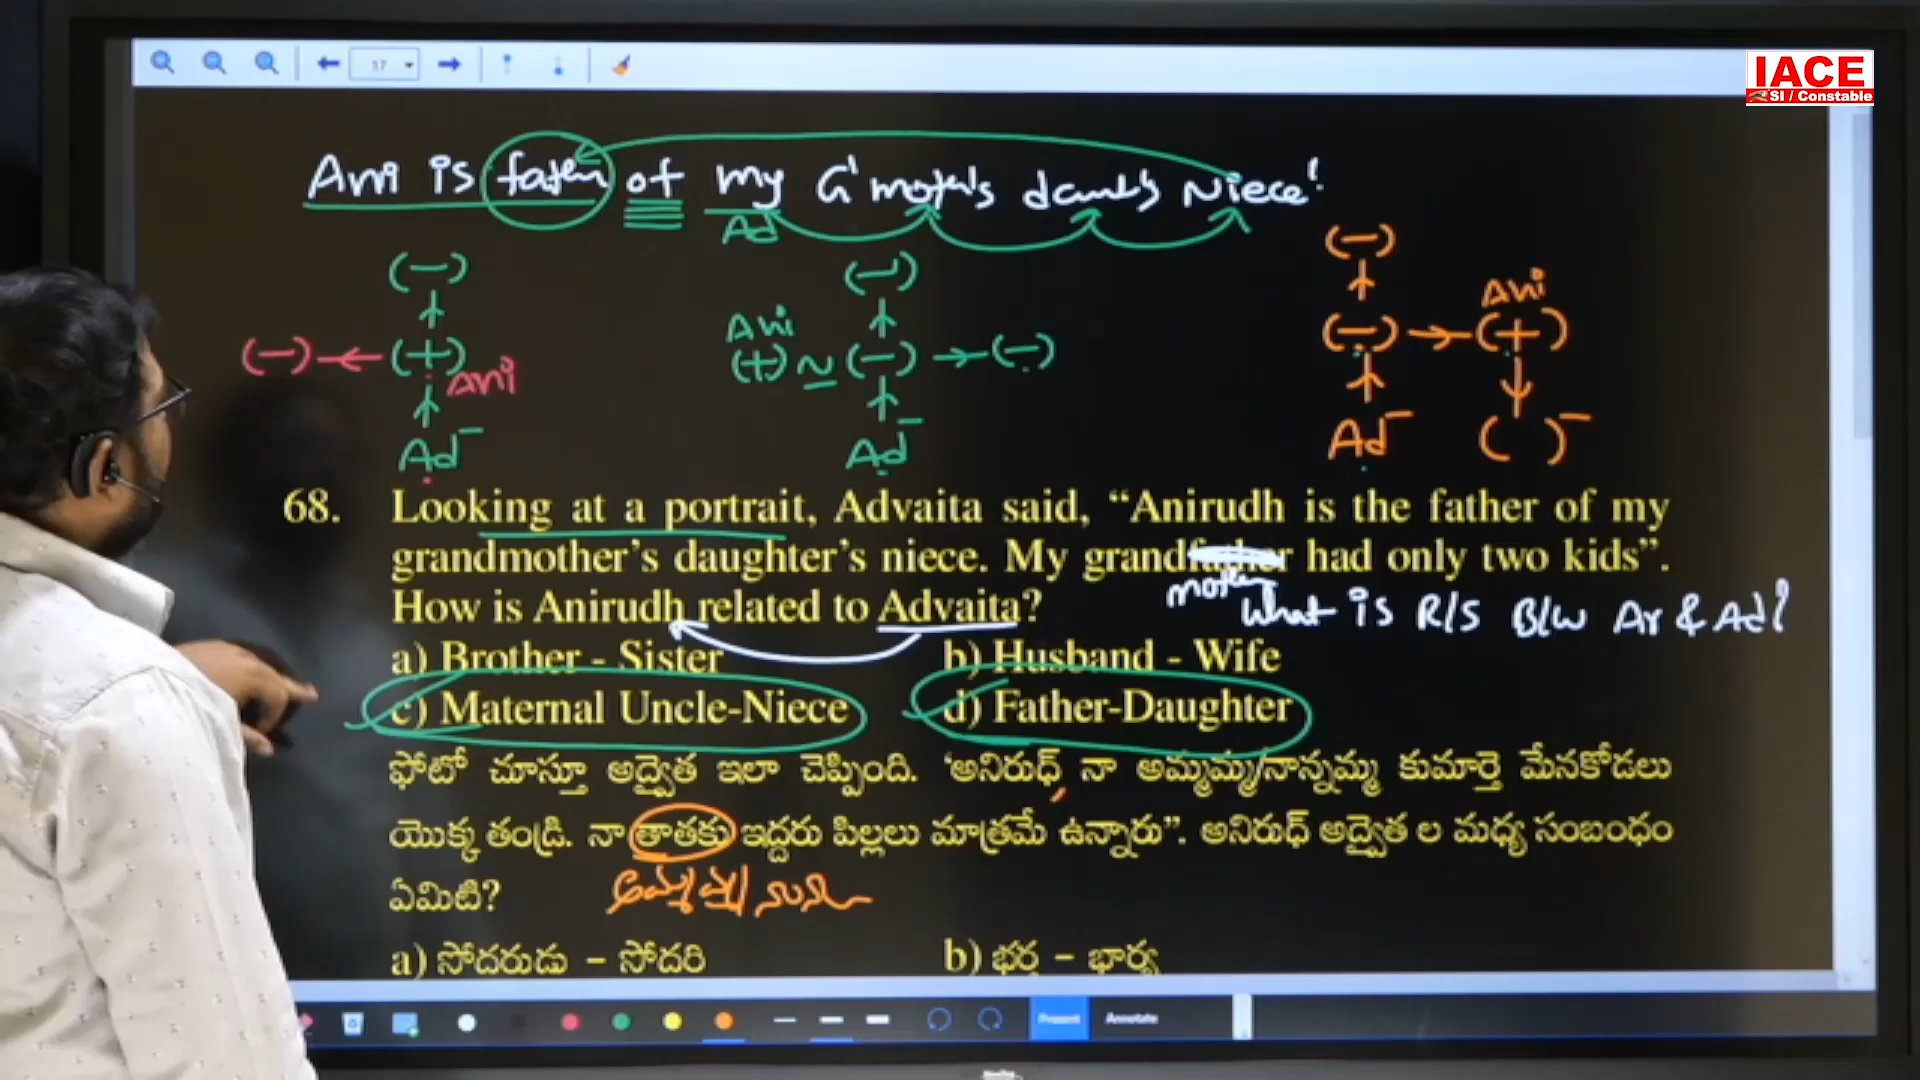 IACE
SI / Constable
17
Ani is father of my G'mother's daught's Niece'.
Ad
(-) (-) (-)
Ani Ani
(-) (+) (+) (-) (-) (-) (+)
Ani
Ad- Ad- Ad- ( )-
68. Looking at a portrait, Advaita said, “Anirudh is the father of my
grandmother’s daughter’s niece. My grandfather had only two kids”.
mother
How is Anirudh related to Advaita?
What is R/S B/w Ar & Ad?
a) Brother - Sister b) Husband - Wife
c) Maternal Uncle-Niece d) Father-Daughter
ఫోటో చూస్తూ అద్వైత ఇలా చెప్పింది. ‘అనిరుధ్ నా అమ్మమ్మ/నాన్నమ్మ కుమార్తె మేనకోడలు
యొక్క తండ్రి. నా తాతకు ఇద్దరు పిల్లలు మాత్రమే ఉన్నారు”. అనిరుధ్ అద్వైత ల మధ్య సంబంధం
ఏమిటి?
a) సోదరుడు – సోదరి b) భర్త – భార్య
Present Annotate